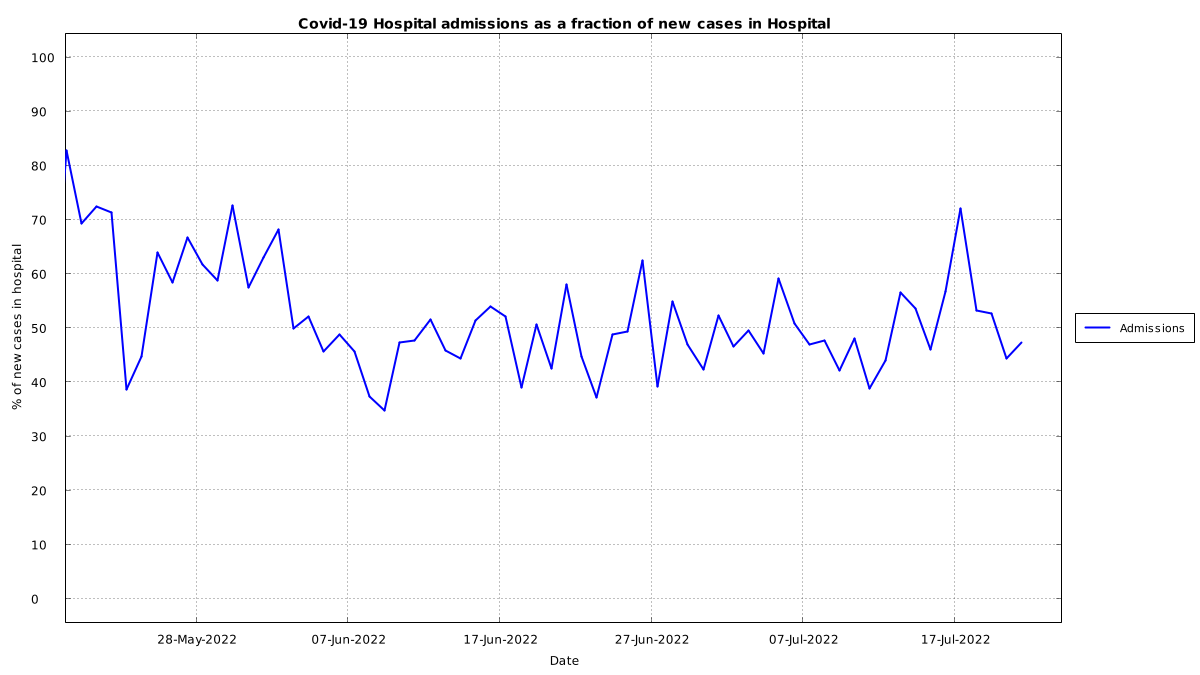 Covid-19 Hospital admissions as a fraction of new cases in Hospital
100
90
80
70
60
50
40
30
20
10
0
% of new cases in hospital
28-May-2022
07-Jun-2022
17-Jun-2022
27-Jun-2022
07-Jul-2022
17-Jul-2022
Date
Admissions